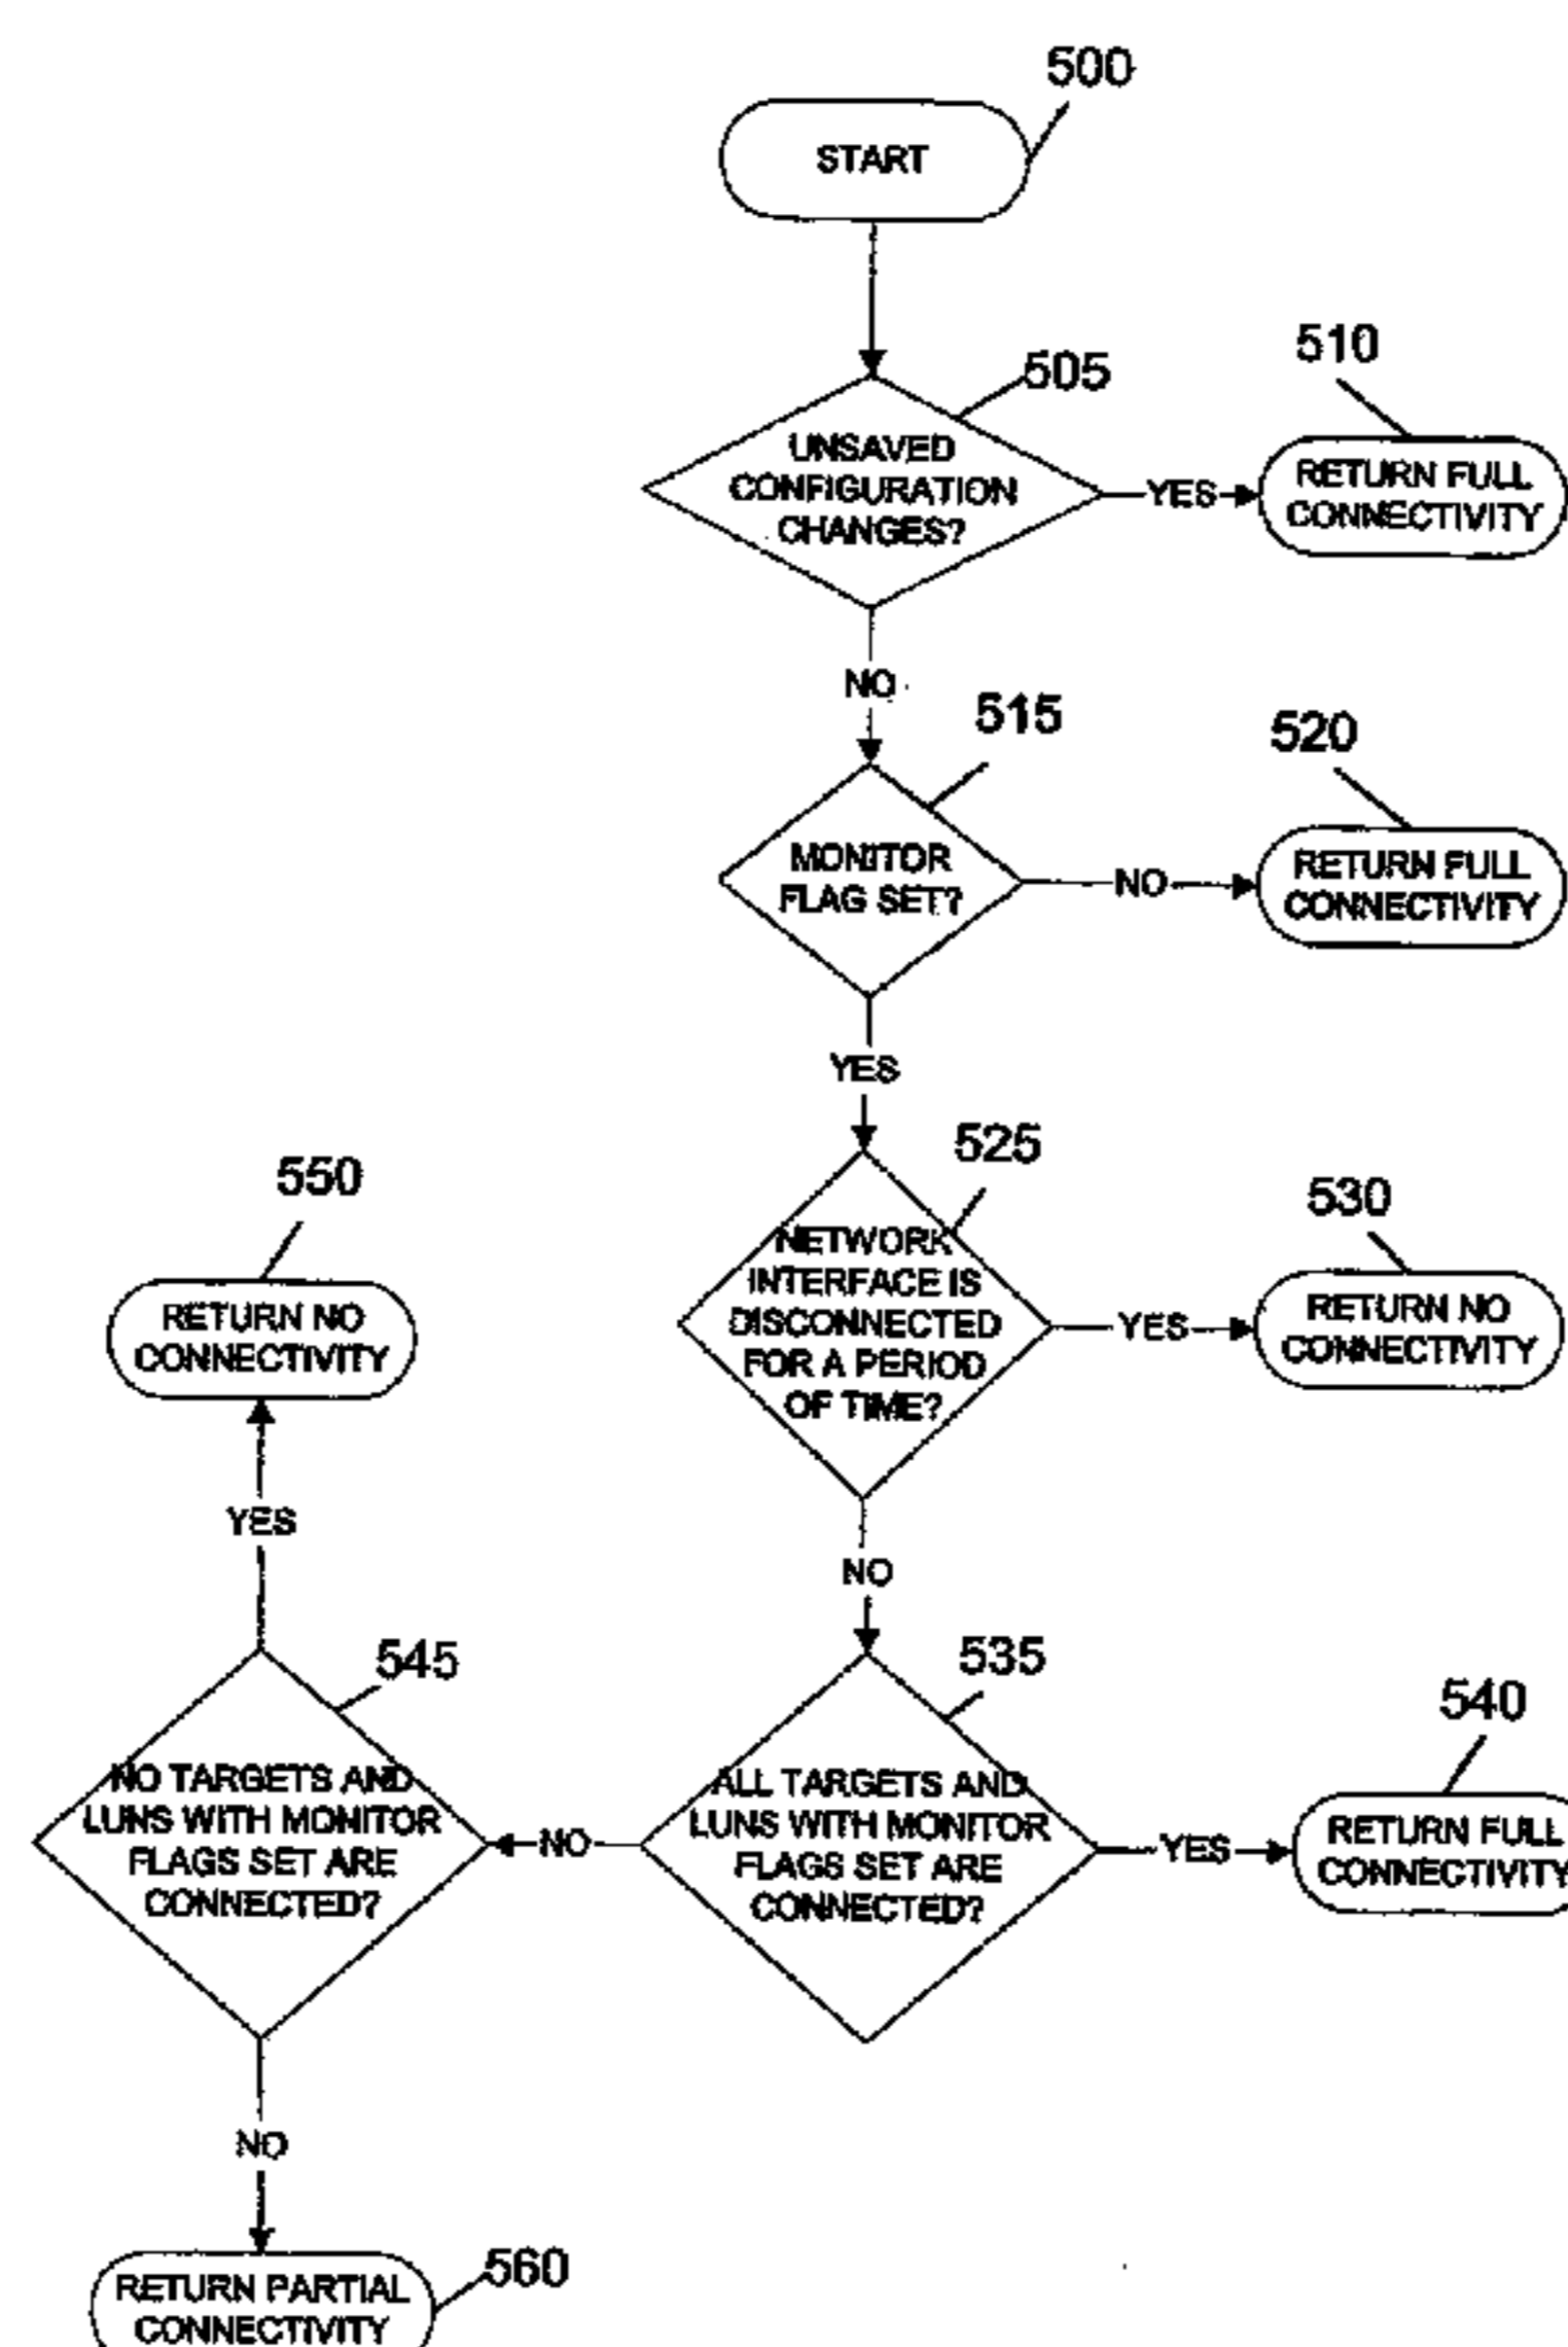 500
START
505
UNSAVED
CONFIGURATION
CHANGES?
YES
510
RETURN FULL
CONNECTIVITY
NO
515
MONITOR
FLAG SET?
NO
520
RETURN FULL
CONNECTIVITY
YES
525
NETWORK
INTERFACE IS
DISCONNECTED
FOR A PERIOD
OF TIME?
YES
530
RETURN NO
CONNECTIVITY
NO
535
ALL TARGETS AND
LUNS WITH MONITOR
FLAGS SET ARE
CONNECTED?
YES
540
RETURN FULL
CONNECTIVITY
NO
545
NO TARGETS AND
LUNS WITH MONITOR
FLAGS SET ARE
CONNECTED?
YES
550
RETURN NO
CONNECTIVITY
NO
560
RETURN PARTIAL
CONNECTIVITY